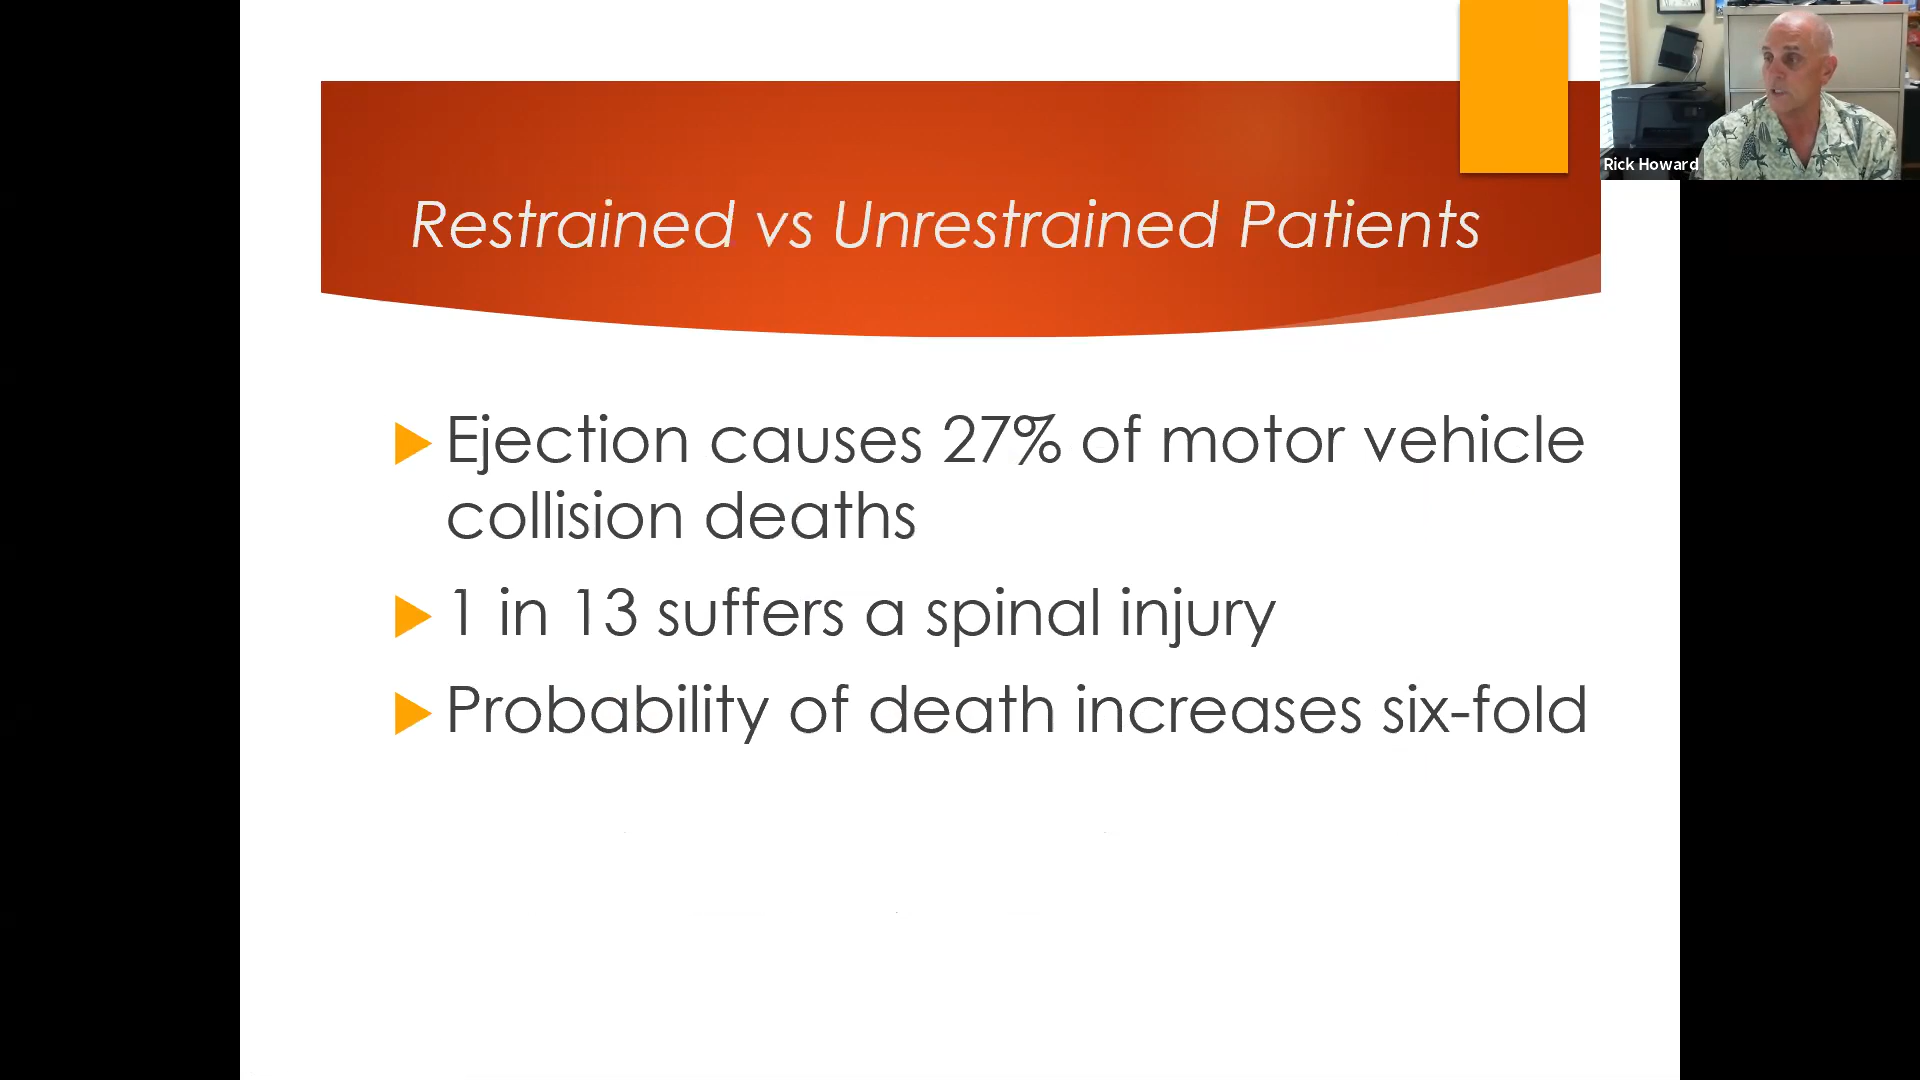 Restrained vs Unrestrained Patients
Ejection causes 27% of motor vehicle
collision deaths
1 in 13 suffers a spinal injury
Probability of death increases six-fold
Rick Howard